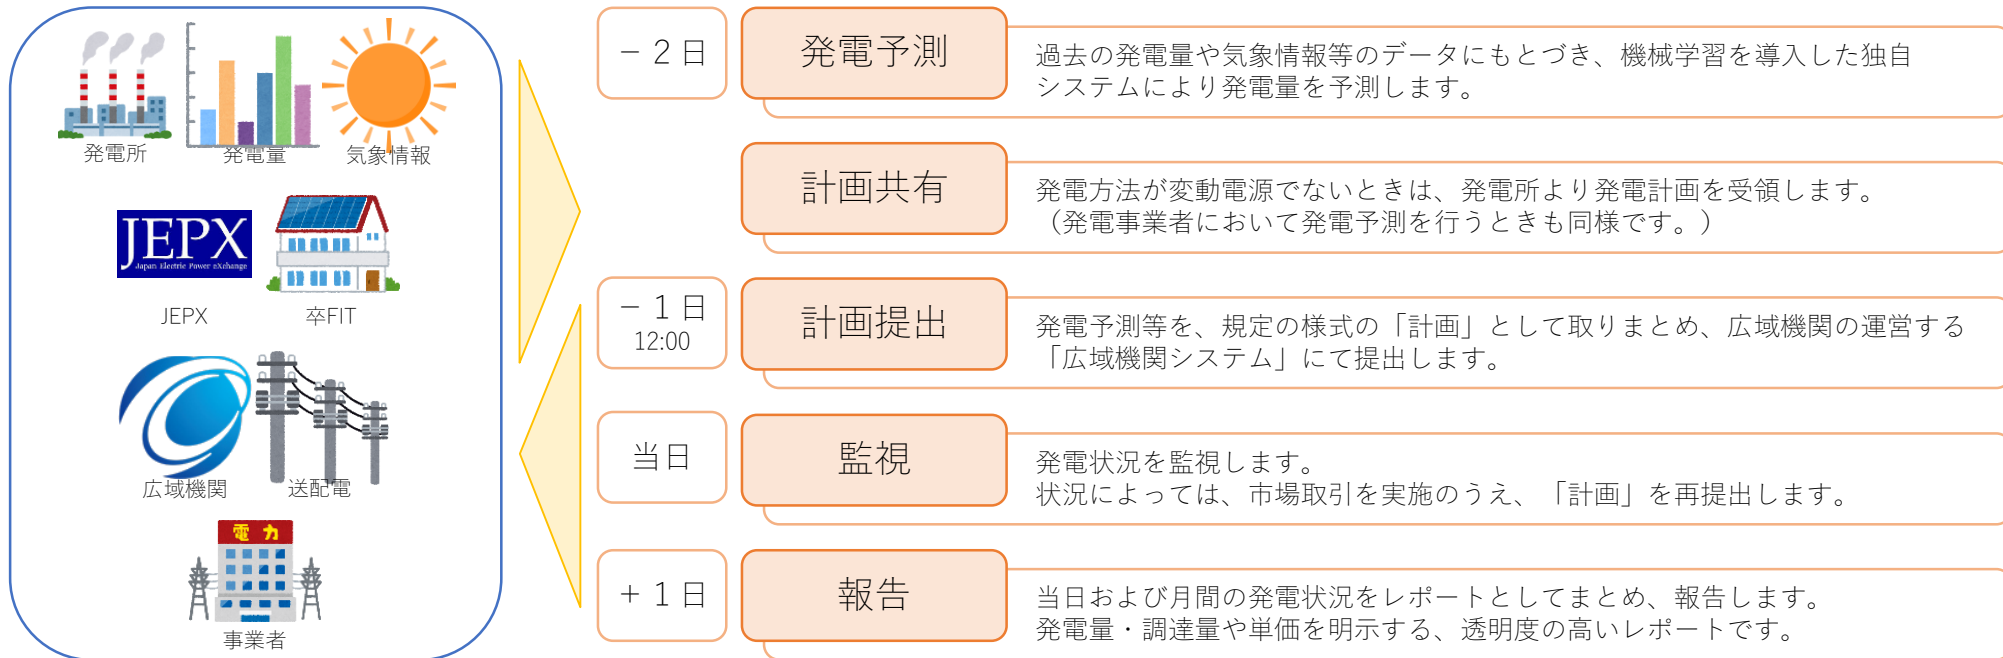 発電所
発電量
気象情報
JEPX
Japan Electric Power eXchange
JEPX
卒FIT
広域機関
送配電
電力
事業者
－２日
発電予測
過去の発電量や気象情報等のデータにもとづき、機械学習を導入した独自
システムにより発電量を予測します。
計画共有
発電方法が変動電源でないときは、発電所より発電計画を受領します。
（発電事業者において発電予測を行うときも同様です。）
－１日
12:00
計画提出
発電予測等を、規定の様式の「計画」として取りまとめ、広域機関の運営する
「広域機関システム」にて提出します。
当日
監視
発電状況を監視します。
状況によっては、市場取引を実施のうえ、「計画」を再提出します。
＋１日
報告
当日および月間の発電状況をレポートとしてまとめ、報告します。
発電量・調達量や単価を明示する、透明度の高いレポートです。